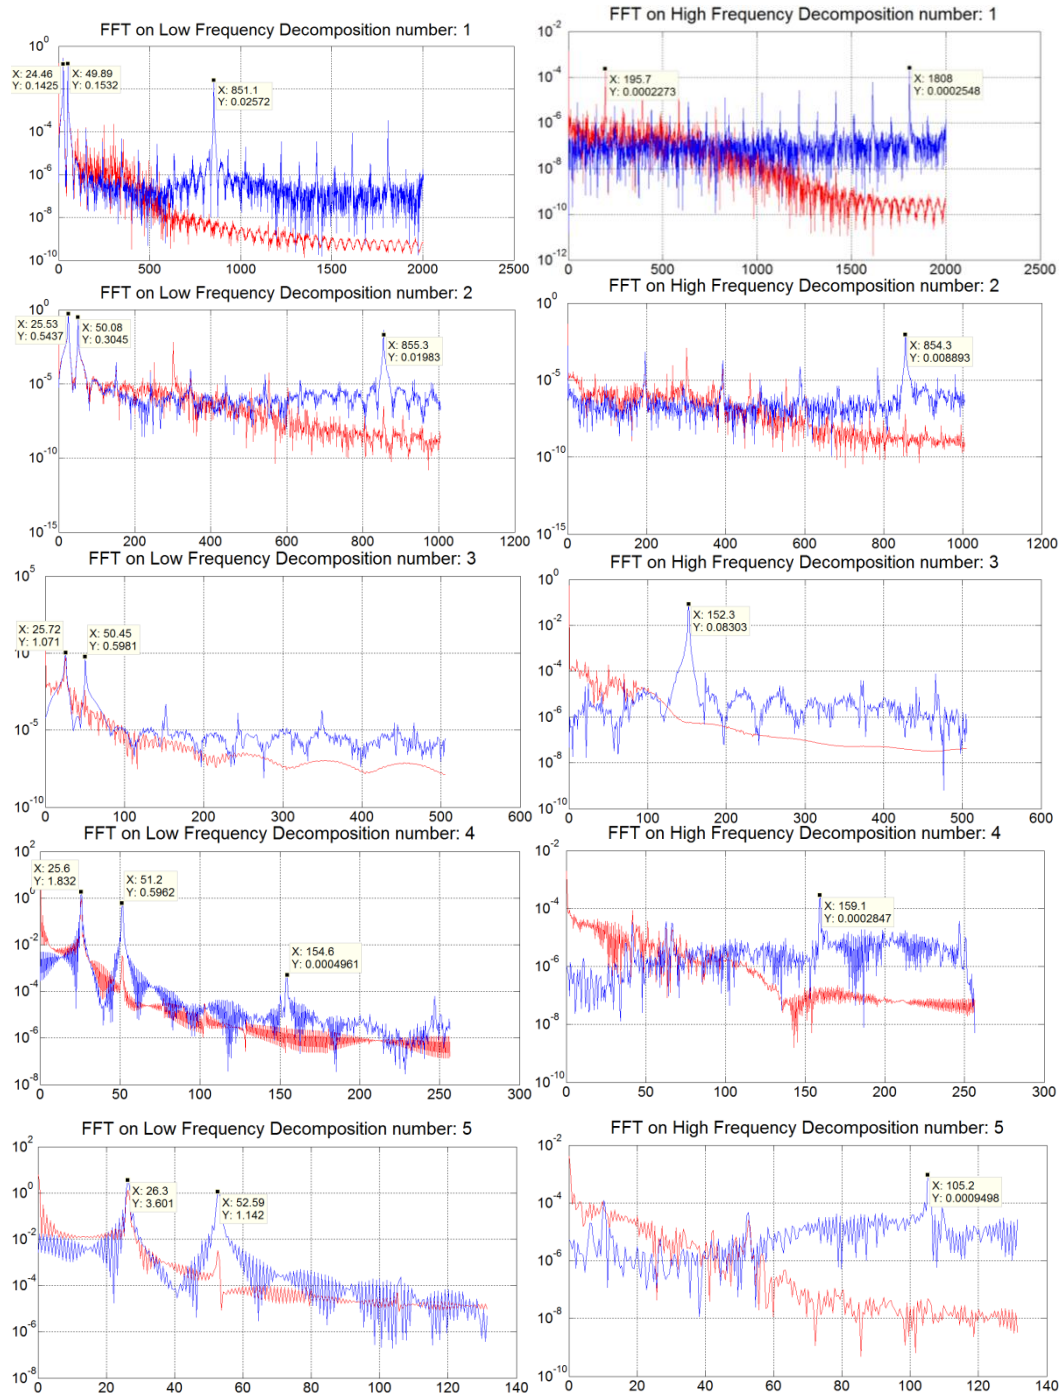 FFT on Low Frequency Decomposition number: 1
10^0
10^-2
10^-4
10^-6
10^-8
10^-10
X: 24.46
Y: 0.1425
X: 49.89
Y: 0.1532
X: 851.1
Y: 0.02572
0 500 1000 1500 2000 2500
FFT on High Frequency Decomposition number: 1
10^-2
10^-4
10^-6
10^-8
10^-10
10^-12
X: 195.7
Y: 0.0002273
X: 1808
Y: 0.0002548
0 500 1000 1500 2000 2500
FFT on Low Frequency Decomposition number: 2
10^0
10^-5
10^-10
10^-15
X: 25.53
Y: 0.5437
X: 50.08
Y: 0.3045
X: 855.3
Y: 0.01983
0 200 400 600 800 1000 1200
FFT on High Frequency Decomposition number: 2
10^0
10^-5
10^-10
10^-15
X: 854.3
Y: 0.008893
0 200 400 600 800 1000 1200
FFT on Low Frequency Decomposition number: 3
10^5
10
10^-5
10^-10
X: 25.72
Y: 1.071
X: 50.45
Y: 0.5981
0 100 200 300 400 500 600
FFT on High Frequency Decomposition number: 3
10^0
10^-2
10^-4
10^-6
10^-8
10^-10
X: 152.3
Y: 0.08303
0 100 200 300 400 500 600
FFT on Low Frequency Decomposition number: 4
10^2
10^0
10^-2
10^-4
10^-6
10^-8
X: 25.6
Y: 1.832
X: 51.2
Y: 0.5962
X: 154.6
Y: 0.0004961
0 50 100 150 200 250 300
FFT on High Frequency Decomposition number: 4
10^-2
10^-4
10^-6
10^-8
10^-10
X: 159.1
Y: 0.0002847
0 50 100 150 200 250 300
FFT on Low Frequency Decomposition number: 5
10^2
10^0
10^-2
10^-4
10^-6
10^-8
X: 26.3
Y: 3.601
X: 52.59
Y: 1.142
0 20 40 60 80 100 120 140
FFT on High Frequency Decomposition number: 5
10^-2
10^-4
10^-6
10^-8
10^-10
X: 105.2
Y: 0.0009498
0 20 40 60 80 100 120 140